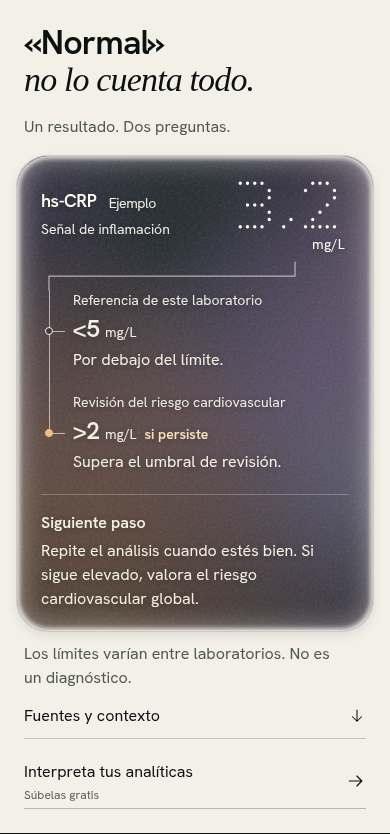 «Normal»
no lo cuenta todo.
Un resultado. Dos preguntas.
hs-CRP Ejemplo
3.2
Señal de inflamación
mg/L
Referencia de este laboratorio
<5 mg/L
Por debajo del límite.
Revisión del riesgo cardiovascular
>2 mg/L si persiste
Supera el umbral de revisión.
Siguiente paso
Repite el análisis cuando estés bien. Si
sigue elevado, valora el riesgo
cardiovascular global.
Los límites varían entre laboratorios. No es
un diagnóstico.
Fuentes y contexto
Interpreta tus analíticas
Súbelas gratis